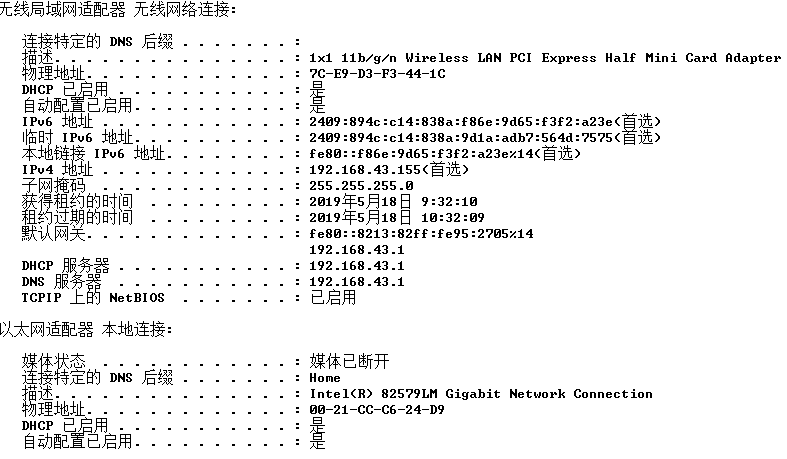 无线局域网适配器 无线网络连接:
连接特定的 DNS 后缀 . . . . . . . :
描述. . . . . . . . . . . . . . . : 1x1 11b/g/n Wireless LAN PCI Express Half Mini Card Adapter
物理地址. . . . . . . . . . . . . : 7C-E9-D3-F3-44-1C
DHCP 已启用 . . . . . . . . . . . : 是
自动配置已启用. . . . . . . . . . : 是
IPv6 地址 . . . . . . . . . . . . : 2409:894c:c14:838a:f86e:9d65:f3f2:a23e(首选)
临时 IPv6 地址. . . . . . . . . . : 2409:894c:c14:838a:9d1a:adb7:564d:7575(首选)
本地链接 IPv6 地址. . . . . . . . : fe80::f86e:9d65:f3f2:a23e%14(首选)
IPv4 地址 . . . . . . . . . . . . : 192.168.43.155(首选)
子网掩码 . . . . . . . . . . . . : 255.255.255.0
获得租约的时间 . . . . . . . . . : 2019年5月18日 9:32:10
租约过期的时间 . . . . . . . . . : 2019年5月18日 10:32:09
默认网关. . . . . . . . . . . . . : fe80::8213:82ff:fe95:2705%14
192.168.43.1
DHCP 服务器 . . . . . . . . . . . : 192.168.43.1
DNS 服务器 . . . . . . . . . . . : 192.168.43.1
TCPIP 上的 NetBIOS . . . . . . . : 已启用
以太网适配器 本地连接:
媒体状态 . . . . . . . . . . . . : 媒体已断开
连接特定的 DNS 后缀 . . . . . . . : Home
描述. . . . . . . . . . . . . . . : Intel(R) 82579LM Gigabit Network Connection
物理地址. . . . . . . . . . . . . : 00-21-CC-C6-24-D9
DHCP 已启用 . . . . . . . . . . . : 是
自动配置已启用. . . . . . . . . . : 是